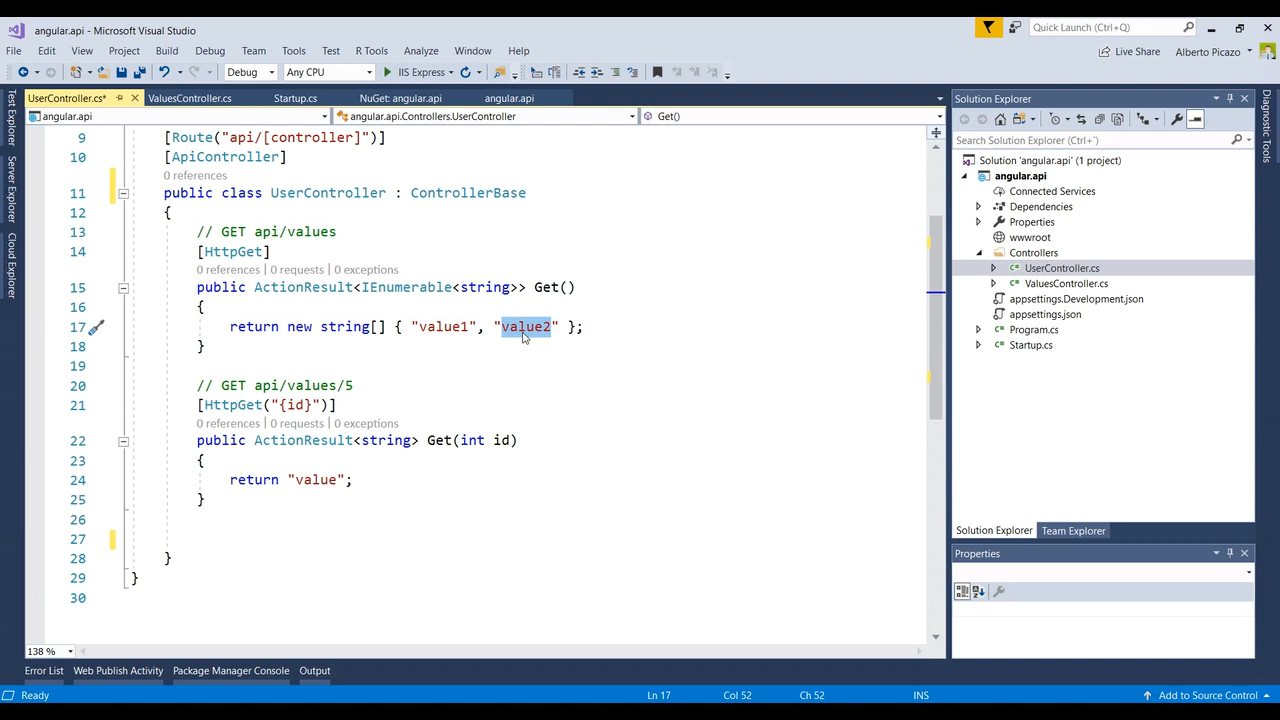 angular.api - Microsoft Visual Studio
Quick Launch (Ctrl+Q)
File Edit View Project Build Debug Team Tools Test R Tools Analyze Window Help
Live Share
Alberto Picazo
Debug
Any CPU
IIS Express
Test Explorer
Server Explorer
Cloud Explorer
UserController.cs*
ValuesController.cs
Startup.cs
NuGet: angular.api
angular.api
angular.api
angular.api.Controllers.UserController
Get()
9 [Route("api/[controller]")]
10 [ApiController]
0 references
11 public class UserController : ControllerBase
12 {
13 // GET api/values
14 [HttpGet]
0 references | 0 requests | 0 exceptions
15 public ActionResult<IEnumerable<string>> Get()
16 {
17 return new string[] { "value1", "value2" };
18 }
19
20 // GET api/values/5
21 [HttpGet("{id}")]
0 references | 0 requests | 0 exceptions
22 public ActionResult<string> Get(int id)
23 {
24 return "value";
25 }
26
27
28 }
29 }
30
138 %
Solution Explorer
Search Solution Explorer (Ctrl+´)
Solution 'angular.api' (1 project)
angular.api
Connected Services
Dependencies
Properties
wwwroot
Controllers
UserController.cs
ValuesController.cs
appsettings.Development.json
appsettings.json
Program.cs
Startup.cs
Solution Explorer Team Explorer
Properties
Diagnostic Tools
Error List Web Publish Activity Package Manager Console Output
Ready
Ln 17
Col 52
Ch 52
INS
Add to Source Control